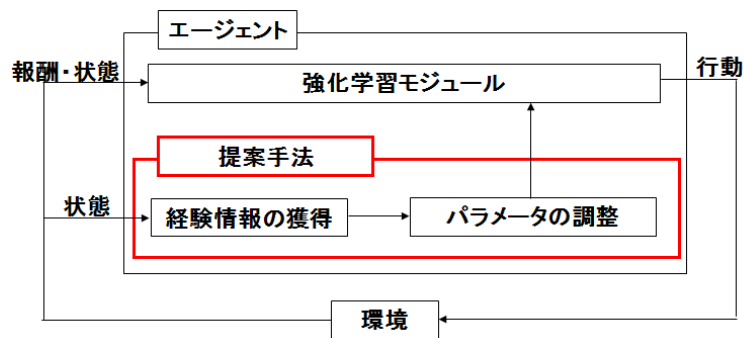 エージェント
報酬・状態
強化学習モジュール
行動
提案手法
状態
経験情報の獲得
パラメータの調整
環境